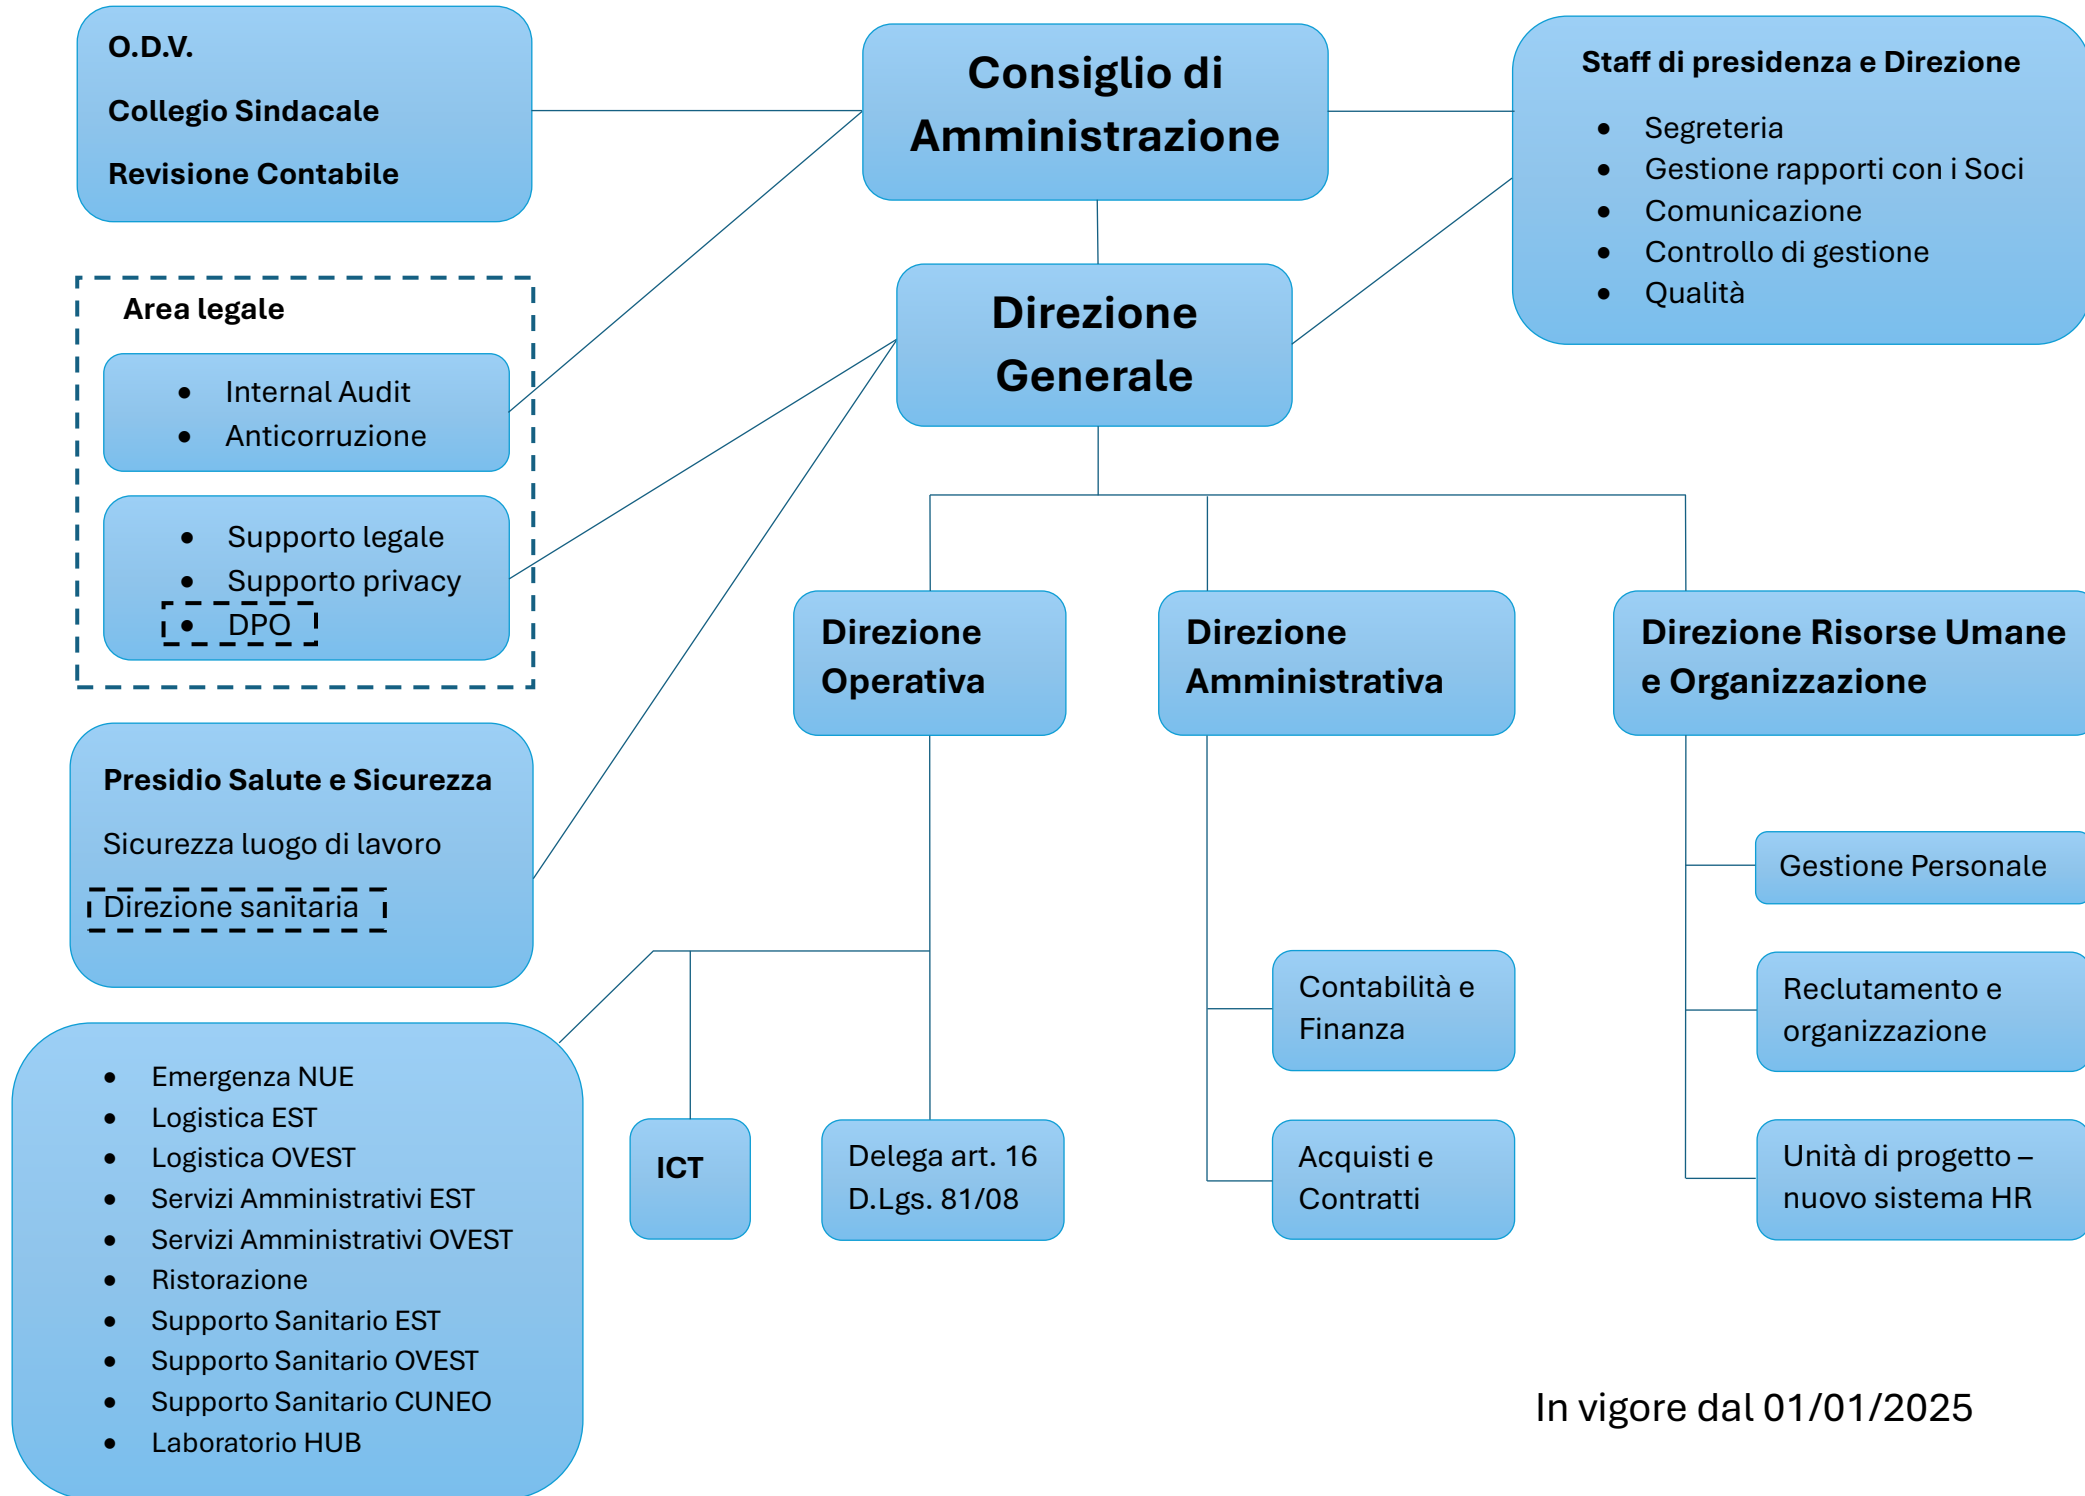 O.D.V.
Collegio Sindacale
Revisione Contabile
Consiglio di
Amministrazione
Staff di presidenza e Direzione
• Segreteria
• Gestione rapporti con i Soci
• Comunicazione
• Controllo di gestione
• Qualità
Area legale
• Internal Audit
• Anticorruzione
• Supporto legale
• Supporto privacy
• DPO
Direzione
Generale
Direzione
Operativa
Direzione
Amministrativa
Direzione Risorse Umane
e Organizzazione
Presidio Salute e Sicurezza
Sicurezza luogo di lavoro
Direzione sanitaria
• Emergenza NUE
• Logistica EST
• Logistica OVEST
• Servizi Amministrativi EST
• Servizi Amministrativi OVEST
• Ristorazione
• Supporto Sanitario EST
• Supporto Sanitario OVEST
• Supporto Sanitario CUNEO
• Laboratorio HUB
ICT
Delega art. 16
D.Lgs. 81/08
Contabilità e
Finanza
Acquisti e
Contratti
Gestione Personale
Reclutamento e
organizzazione
Unità di progetto –
nuovo sistema HR
In vigore dal 01/01/2025